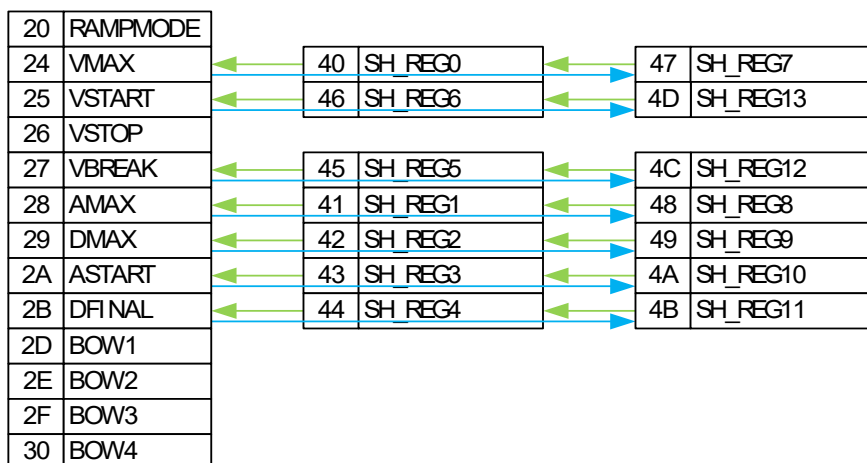 20 RAMPMODE
24 VMAX 40 SH_REG0 47 SH_REG7
25 VSTART 46 SH_REG6 4D SH_REG13
26 VSTOP
27 VBREAK 45 SH_REG5 4C SH_REG12
28 AMAX 41 SH_REG1 48 SH_REG8
29 DMAX 42 SH_REG2 49 SH_REG9
2A ASTART 43 SH_REG3 4A SH_REG10
2B DFINAL 44 SH_REG4 4B SH_REG11
2D BOW1
2E BOW2
2F BOW3
30 BOW4